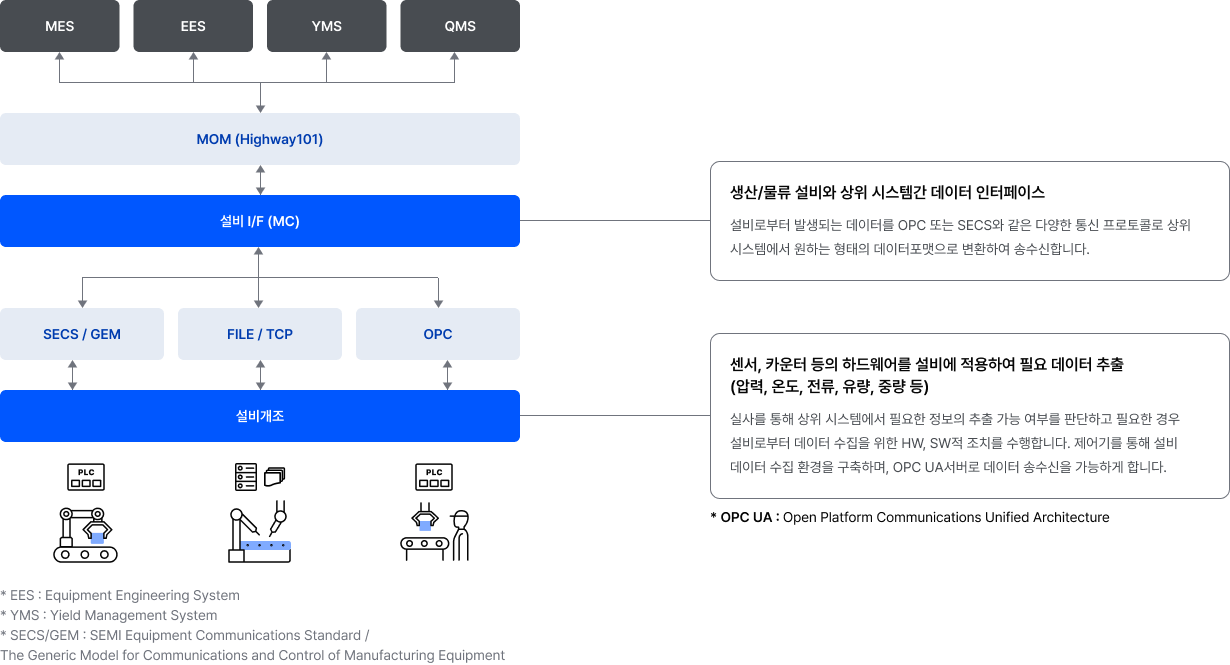 MES
EES
YMS
QMS
MOM (Highway101)
설비 I/F (MC)
생산/물류 설비와 상위 시스템간 데이터 인터페이스
설비로부터 발생되는 데이터를 OPC 또는 SECS와 같은 다양한 통신 프로토콜로 상위
시스템에서 원하는 형태의 데이터포맷으로 변환하여 송수신합니다.
SECS / GEM
FILE / TCP
OPC
설비개조
센서, 카운터 등의 하드웨어를 설비에 적용하여 필요 데이터 추출
(압력, 온도, 전류, 유량, 중량 등)
실사를 통해 상위 시스템에서 필요한 정보의 추출 가능 여부를 판단하고 필요한 경우
설비로부터 데이터 수집을 위한 HW, SW적 조치를 수행합니다. 제어기를 통해 설비
데이터 수집 환경을 구축하며, OPC UA서버로 데이터 송수신을 가능하게 합니다.
* OPC UA : Open Platform Communications Unified Architecture
PLC
PLC
* EES : Equipment Engineering System
* YMS : Yield Management System
* SECS/GEM : SEMI Equipment Communications Standard /
The Generic Model for Communications and Control of Manufacturing Equipment